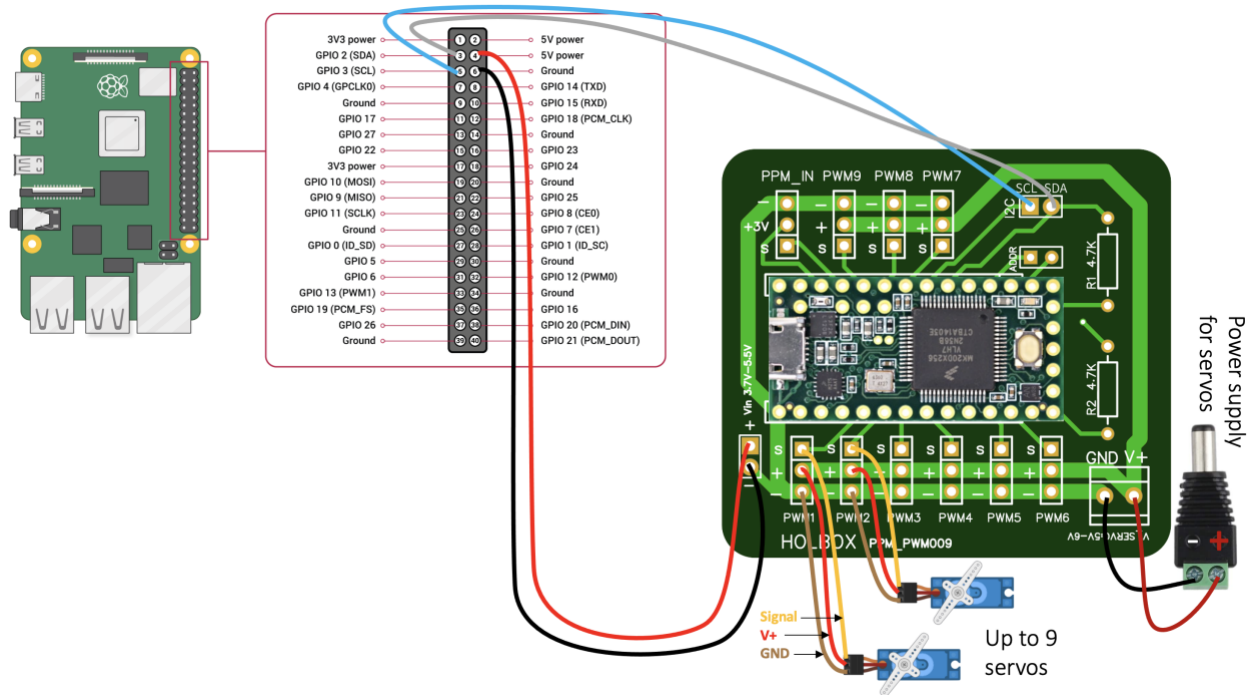 3V3 power
1 2
5V power
GPIO 2 (SDA)
3 4
5V power
GPIO 3 (SCL)
5 6
Ground
GPIO 4 (GPCLK0)
7 8
GPIO 14 (TXD)
Ground
9 10
GPIO 15 (RXD)
GPIO 17
11 12
GPIO 18 (PCM_CLK)
GPIO 27
13 14
Ground
GPIO 22
15 16
GPIO 23
3V3 power
17 18
GPIO 24
GPIO 10 (MOSI)
19 20
Ground
GPIO 9 (MISO)
21 22
GPIO 25
GPIO 11 (SCLK)
23 24
GPIO 8 (CE0)
Ground
25 26
GPIO 7 (CE1)
GPIO 0 (ID_SD)
27 28
GPIO 1 (ID_SC)
GPIO 5
29 30
Ground
GPIO 6
31 32
GPIO 12 (PWM0)
GPIO 13 (PWM1)
33 34
Ground
GPIO 19 (PCM_FS)
35 36
GPIO 16
GPIO 26
37 38
GPIO 20 (PCM_DIN)
Ground
39 40
GPIO 21 (PCM_DOUT)
PPM_IN PWM9 PWM8 PWM7
SCL SDA
I2C
- - - -
+3V + + +
S S S S
ADDR
R1 4.7K
MK20DX256
VLH7
2N36B
CTBA1405E
R2 4.7K
+ Vin 3.7V-5.5V
-
S S S S S S
+ + + + + +
- - - - - -
PWM1 PWM2 PWM3 PWM4 PWM5 PWM6
GND V+
V_SERVO 5V-6V
HOLBOX PPM_PWM009
Power supply
for servos
- +
Signal
V+
GND
Up to 9
servos